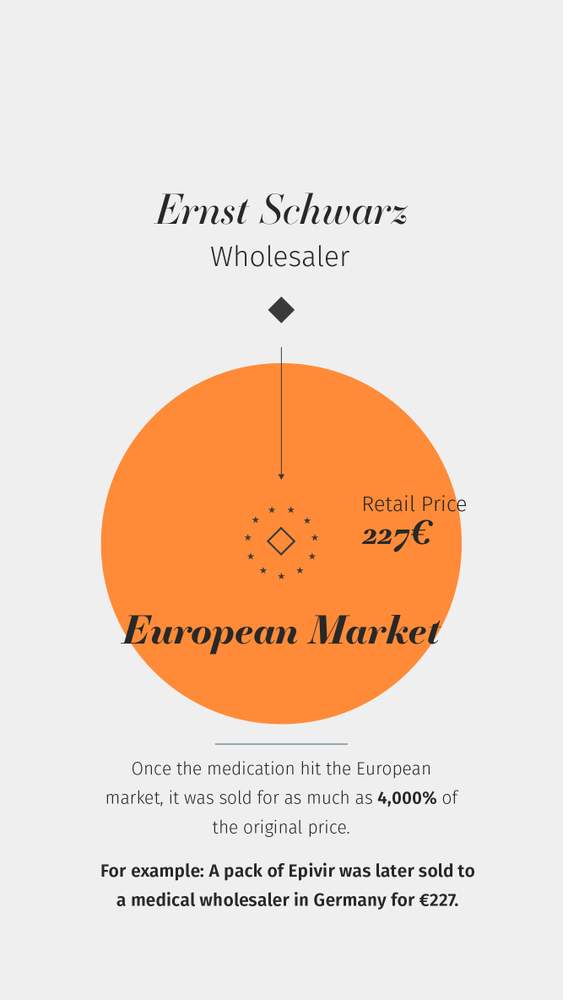 Ernst Schwarz
Wholesaler
Retail Price
227€
European Market
Once the medication hit the European
market, it was sold for as much as 4,000% of
the original price.
For example: A pack of Epivir was later sold to
a medical wholesaler in Germany for €227.